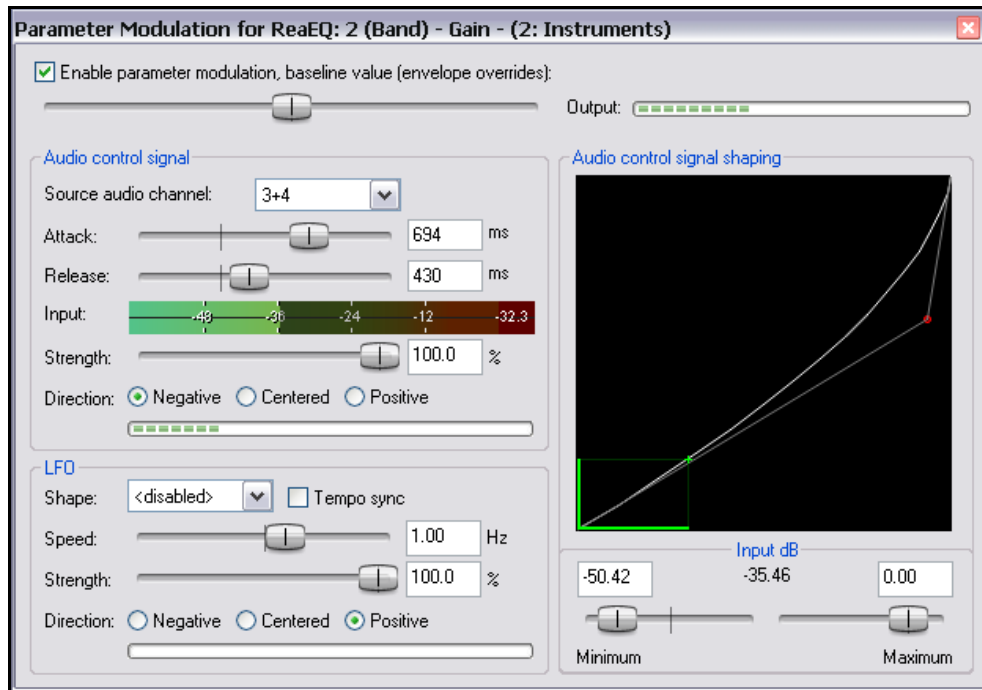 Parameter Modulation for ReaEQ: 2 (Band) - Gain - (2: Instruments)
Enable parameter modulation, baseline value (envelope overrides):
Output:
Audio control signal
Source audio channel: 3+4
Attack: 694 ms
Release: 430 ms
Input: -48 -36 -24 -12 -32.3
Strength: 100.0 %
Direction: Negative Centered Positive
LFO
Shape: <disabled> Tempo sync
Speed: 1.00 Hz
Strength: 100.0 %
Direction: Negative Centered Positive
Audio control signal shaping
Input dB
-50.42 -35.46 0.00
Minimum Maximum